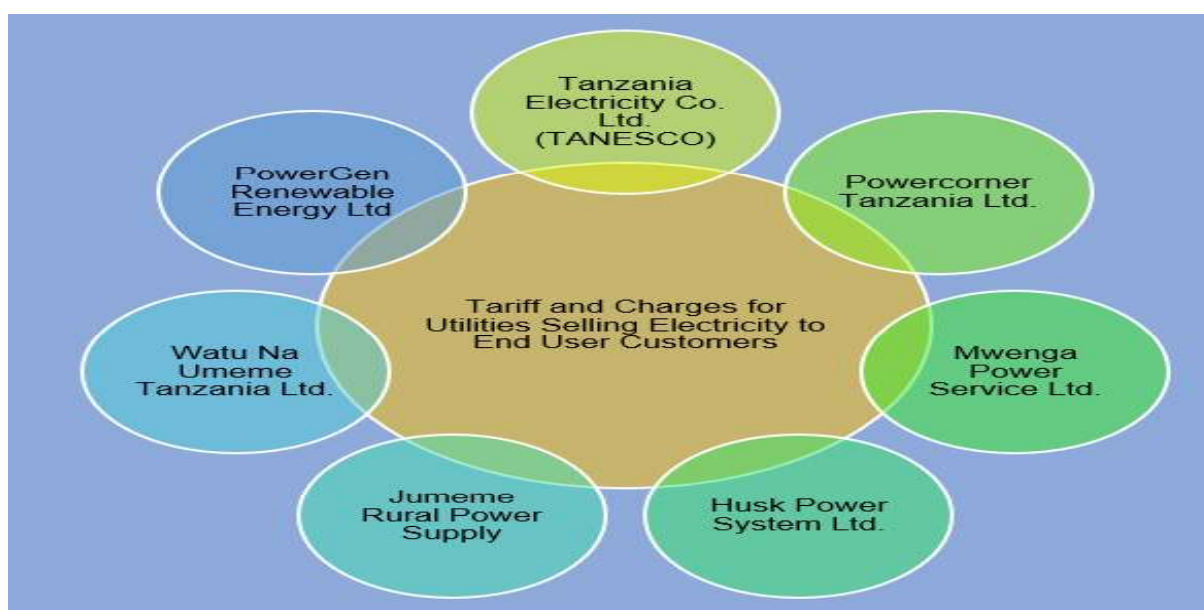 Tanzania
Electricity Co.
Ltd.
(TANESCO)
PowerGen
Renewable
Energy Ltd
Powercorner
Tanzania Ltd.
Tariff and Charges for
Utilities Selling Electricity to
End User Customers
Watu Na
Umeme
Tanzania Ltd.
Mwenga
Power
Service Ltd.
Jumeme
Rural Power
Supply
Husk Power
System Ltd.